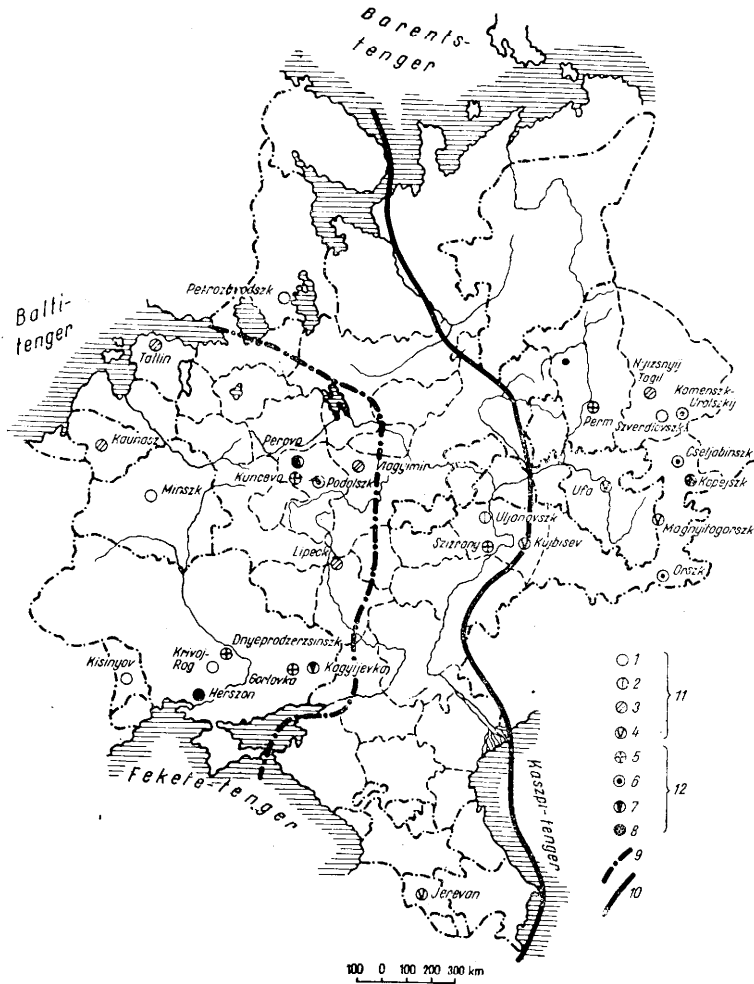 Barents-
tenger
Balti-
tenger
Petrozavodszk
Tallin
Kaunasz
Minszk
Perovo
Kuncevo
Podolszk
Vlagyimir
Lipeck
Nyizsnyij
Tagil
Kamenszk-
Uralszkij
Perm
Szverdlovszk
Cseljabinszk
Kopejszk
Ufa
Magnyitogorszk
Orszk
Uljanovszk
Szizrany
Kujbisev
Dnyeprodzerzsinszk
Krivoj-
Rog
Gorlovka
Kagyijevka
Kisinyov
Herszon
Fekete-tenger
Kaszpi-tenger
Jerevan
1
2
3
4
11
5
6
7
8
12
9
10
100 0 100 200 300 km